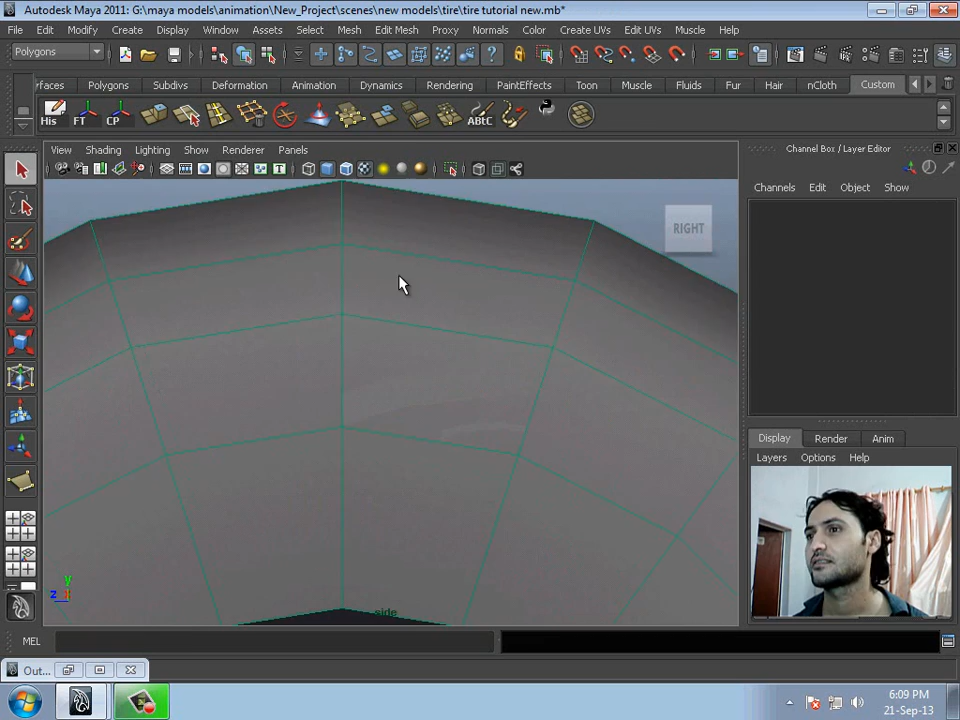 Autodesk Maya 2011: G:\maya models\animation\New_Project\scenes\new models\tire\tire tutorial new.mb*
File Edit Modify Create Display Window Assets Select Mesh Edit Mesh Proxy Normals Color Create UVs Edit UVs Muscle Help
Polygons
rfaces Polygons Subdivs Deformation Animation Dynamics Rendering PaintEffects Toon Muscle Fluids Fur Hair nCloth Custom
His FT CP ABtC
View Shading Lighting Show Renderer Panels
Channel Box / Layer Editor
Channels Edit Object Show
RIGHT
Display Render Anim
Layers Options Help
y
z
side
MEL
Out...
6:09 PM
21-Sep-13